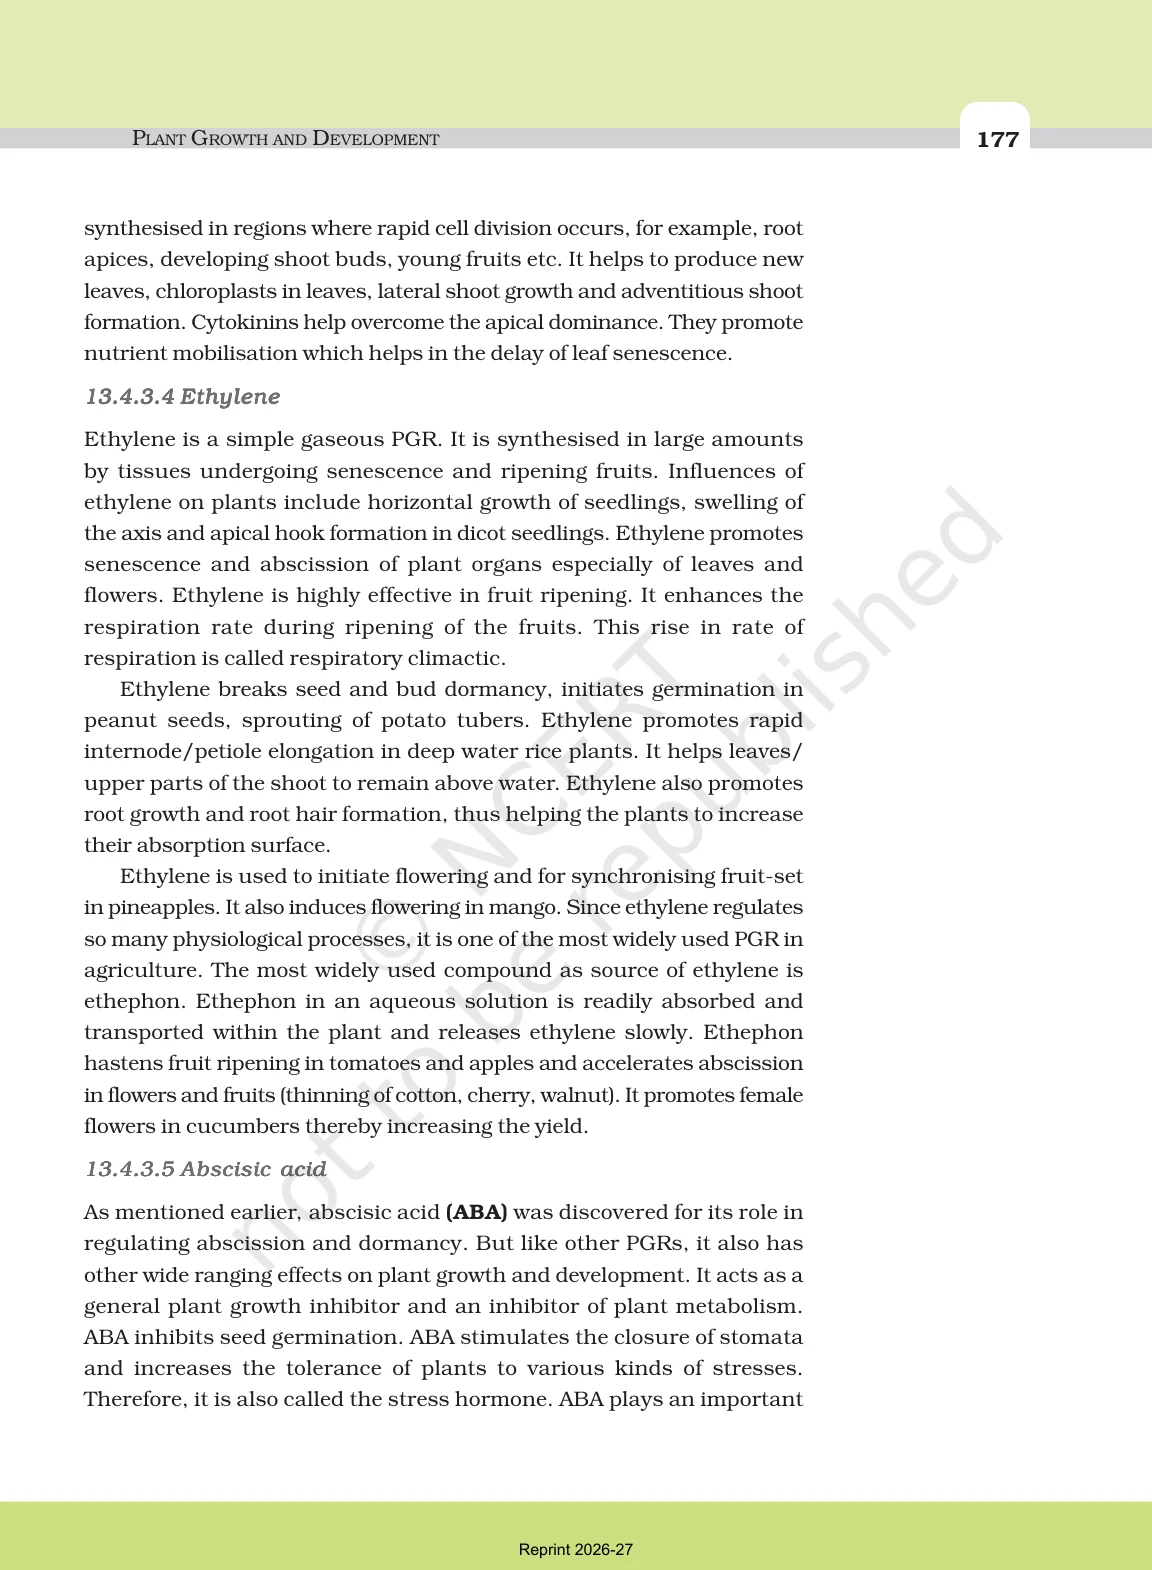 PLANT GROWTH AND DEVELOPMENT
177
synthesised in regions where rapid cell division occurs, for example, root
apices, developing shoot buds, young fruits etc. It helps to produce new
leaves, chloroplasts in leaves, lateral shoot growth and adventitious shoot
formation. Cytokinins help overcome the apical dominance. They promote
nutrient mobilisation which helps in the delay of leaf senescence.
13.4.3.4 Ethylene
Ethylene is a simple gaseous PGR. It is synthesised in large amounts
by tissues undergoing senescence and ripening fruits. Influences of
ethylene on plants include horizontal growth of seedlings, swelling of
the axis and apical hook formation in dicot seedlings. Ethylene promotes
senescence and abscission of plant organs especially of leaves and
flowers. Ethylene is highly effective in fruit ripening. It enhances the
respiration rate during ripening of the fruits. This rise in rate of
respiration is called respiratory climactic.
Ethylene breaks seed and bud dormancy, initiates germination in
peanut seeds, sprouting of potato tubers. Ethylene promotes rapid
internode/petiole elongation in deep water rice plants. It helps leaves/
upper parts of the shoot to remain above water. Ethylene also promotes
root growth and root hair formation, thus helping the plants to increase
their absorption surface.
Ethylene is used to initiate flowering and for synchronising fruit-set
in pineapples. It also induces flowering in mango. Since ethylene regulates
so many physiological processes, it is one of the most widely used PGR in
agriculture. The most widely used compound as source of ethylene is
ethephon. Ethephon in an aqueous solution is readily absorbed and
transported within the plant and releases ethylene slowly. Ethephon
hastens fruit ripening in tomatoes and apples and accelerates abscission
in flowers and fruits (thinning of cotton, cherry, walnut). It promotes female
flowers in cucumbers thereby increasing the yield.
13.4.3.5 Abscisic acid
As mentioned earlier, abscisic acid (ABA) was discovered for its role in
regulating abscission and dormancy. But like other PGRs, it also has
other wide ranging effects on plant growth and development. It acts as a
general plant growth inhibitor and an inhibitor of plant metabolism.
ABA inhibits seed germination. ABA stimulates the closure of stomata
and increases the tolerance of plants to various kinds of stresses.
Therefore, it is also called the stress hormone. ABA plays an important
© NCERT
not to be republished
Reprint 2026-27